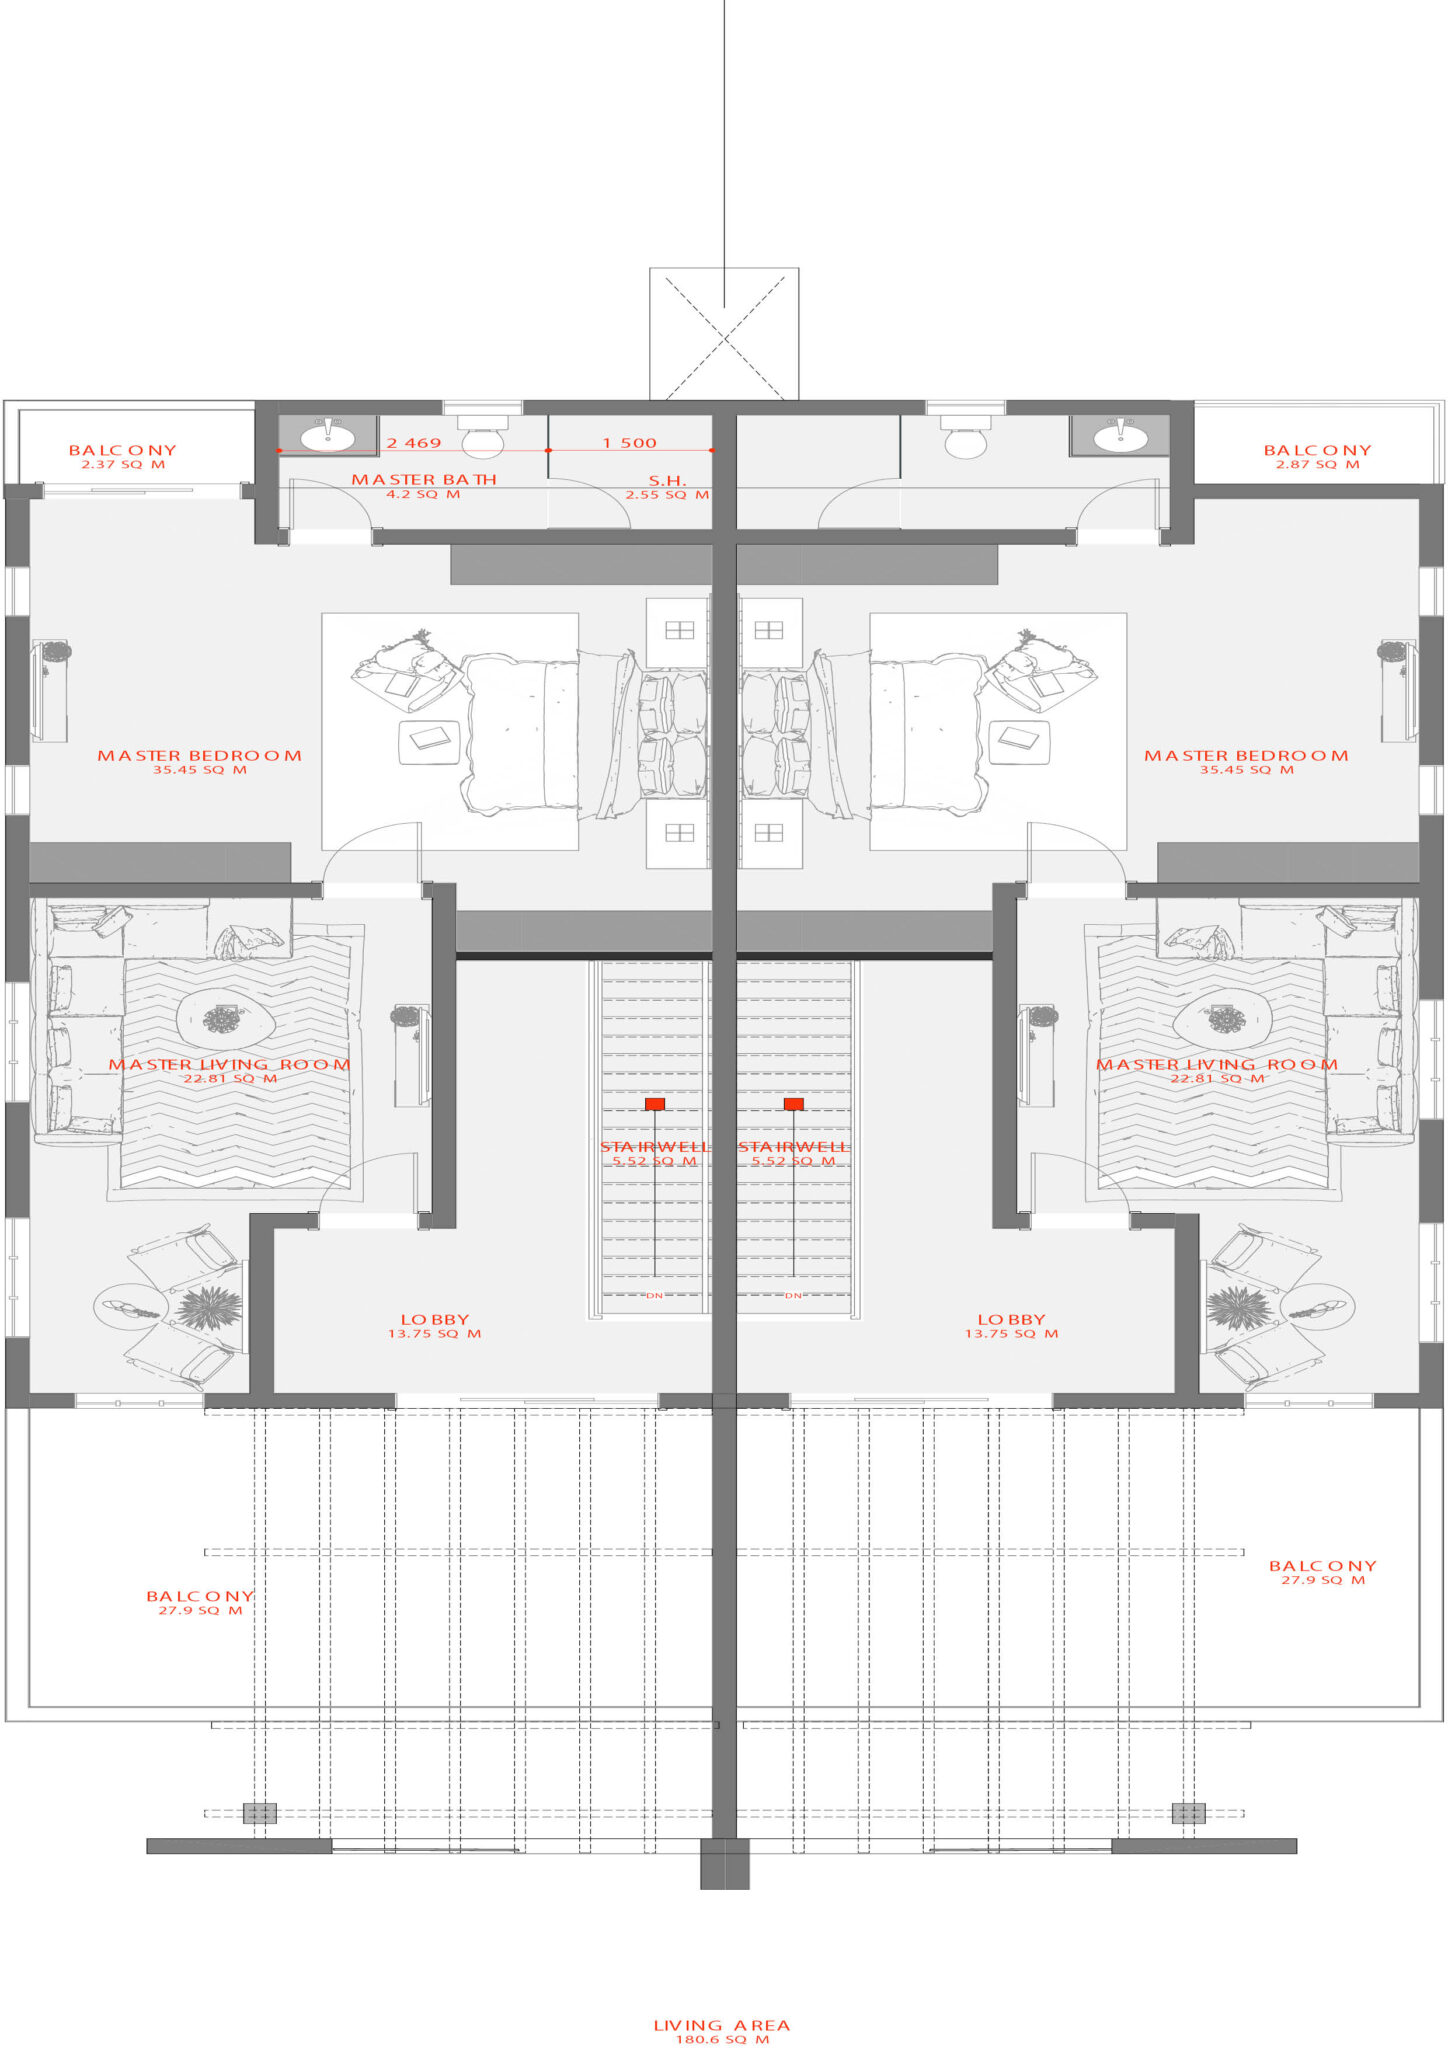 BALCONY
2.37 SQ M
2 469
1 500
MASTER BATH
4.2 SQ M
S.H.
2.55 SQ M
BALCONY
2.87 SQ M
MASTER BEDROOM
35.45 SQ M
MASTER BEDROOM
35.45 SQ M
MASTER LIVING ROOM
22.81 SQ M
MASTER LIVING ROOM
22.81 SQ M
STAIRWELL
5.52 SQ M
STAIRWELL
5.52 SQ M
DN
DN
LOBBY
13.75 SQ M
LOBBY
13.75 SQ M
BALCONY
27.9 SQ M
BALCONY
27.9 SQ M
LIVING AREA
180.6 SQ M